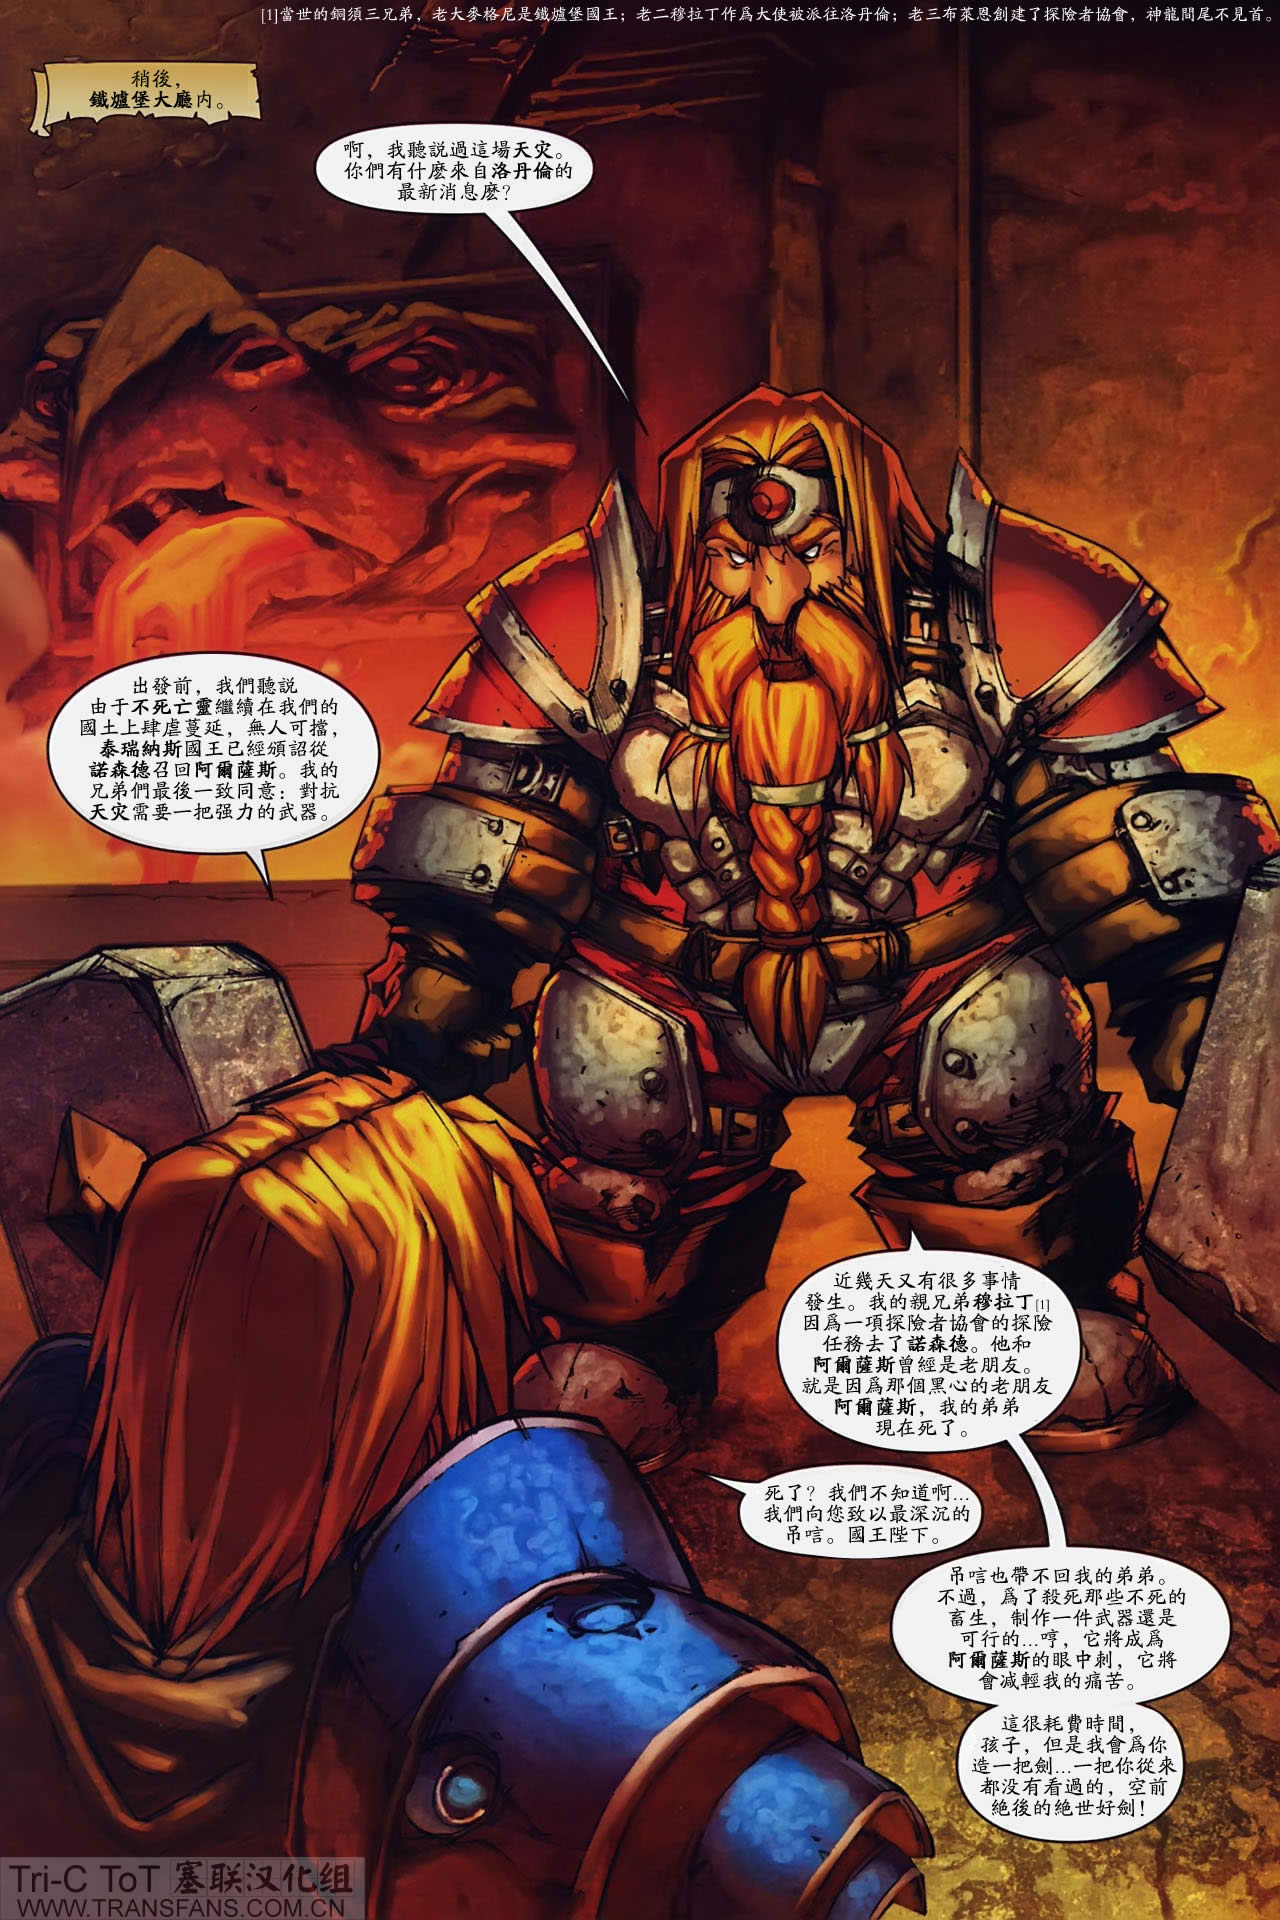 [1]當世的銅須三兄弟，老大麥格尼是鐵爐堡國王；老二穆拉丁作爲大使被派往洛丹倫；老三布萊恩創建了探險者協會，神龍間尾不見首。
稍後，
鐵爐堡大廳内。
啊，我聽説過這場天灾。
你們有什麽來自洛丹倫的
最新消息麽？
出發前，我們聽説
由于不死亡靈繼續在我們的
國土上肆虐蔓延，無人可擋，
泰瑞納斯國王已經頒詔從
諾森德召回阿爾薩斯。我的
兄弟們最後一致同意：對抗
天灾需要一把强力的武器。
近幾天又有很多事情
發生。我的親兄弟穆拉丁[1]
因爲一項探險者協會的探險
任務去了諾森德。他和
阿爾薩斯曾經是老朋友。
就是因爲那個黑心的老朋友
阿爾薩斯，我的弟弟
現在死了。
死了？我們不知道啊...
我們向您致以最深沉的
吊唁。國王陛下。
吊唁也帶不回我的弟弟。
不過，爲了殺死那些不死的
畜生，制作一件武器還是
可行的...哼，它將成爲
阿爾薩斯的眼中刺，它將
會减輕我的痛苦。
這很耗費時間，
孩子，但是我會爲你
造一把劍...一把你從來
都没有看過的，空前
絶後的絶世好劍！
Tri-C ToT 塞联汉化组
WWW.TRANSFANS.COM.CN